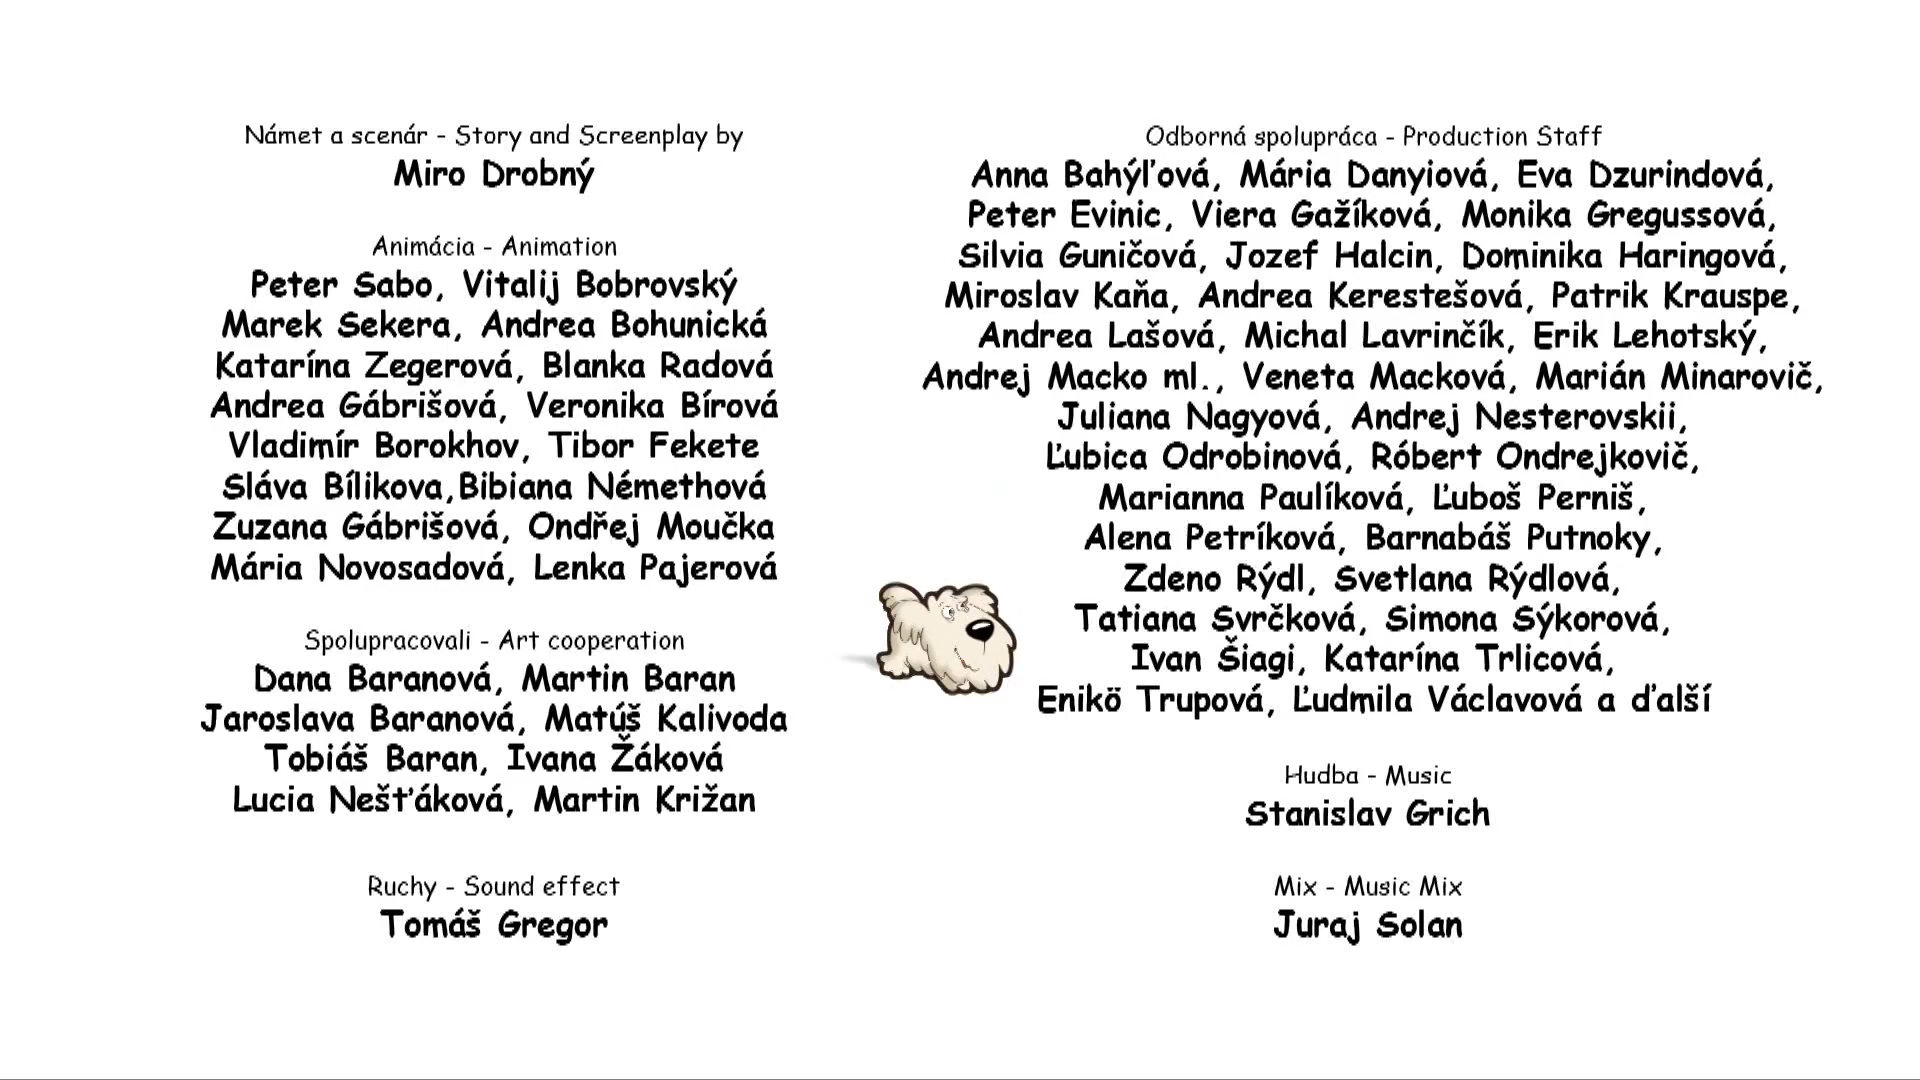 Námet a scenár - Story and Screenplay by
Miro Drobný
Animácia - Animation
Peter Sabo, Vitalij Bobrovský
Marek Sekera, Andrea Bohunická
Katarína Zegerová, Blanka Radová
Andrea Gábrišová, Veronika Bírová
Vladimír Borokhov, Tibor Fekete
Sláva Bílikova,Bibiana Némethová
Zuzana Gábrišová, Ondřej Moučka
Mária Novosadová, Lenka Pajerová
Spolupracovali - Art cooperation
Dana Baranová, Martin Baran
Jaroslava Baranová, Matúš Kalivoda
Tobiáš Baran, Ivana Žáková
Lucia Nešťáková, Martin Križan
Ruchy - Sound effect
Tomáš Gregor
Odborná spolupráca - Production Staff
Anna Bahýľová, Mária Danyiová, Eva Dzurindová,
Peter Evinic, Viera Gažíková, Monika Gregussová,
Silvia Guničová, Jozef Halcin, Dominika Haringová,
Miroslav Kaňa, Andrea Kerestešová, Patrik Krauspe,
Andrea Lašová, Michal Lavrinčík, Erik Lehotský,
Andrej Macko ml., Veneta Macková, Marián Minarovič,
Juliana Nagyová, Andrej Nesterovskii,
Ľubica Odrobinová, Róbert Ondrejkovič,
Marianna Paulíková, Ľuboš Perniš,
Alena Petríková, Barnabáš Putnoky,
Zdeno Rýdl, Svetlana Rýdlová,
Tatiana Svrčková, Simona Sýkorová,
Ivan Šiagi, Katarína Trlicová,
Enikö Trupová, Ľudmila Václavová a ďalší
Hudba - Music
Stanislav Grich
Mix - Music Mix
Juraj Solan